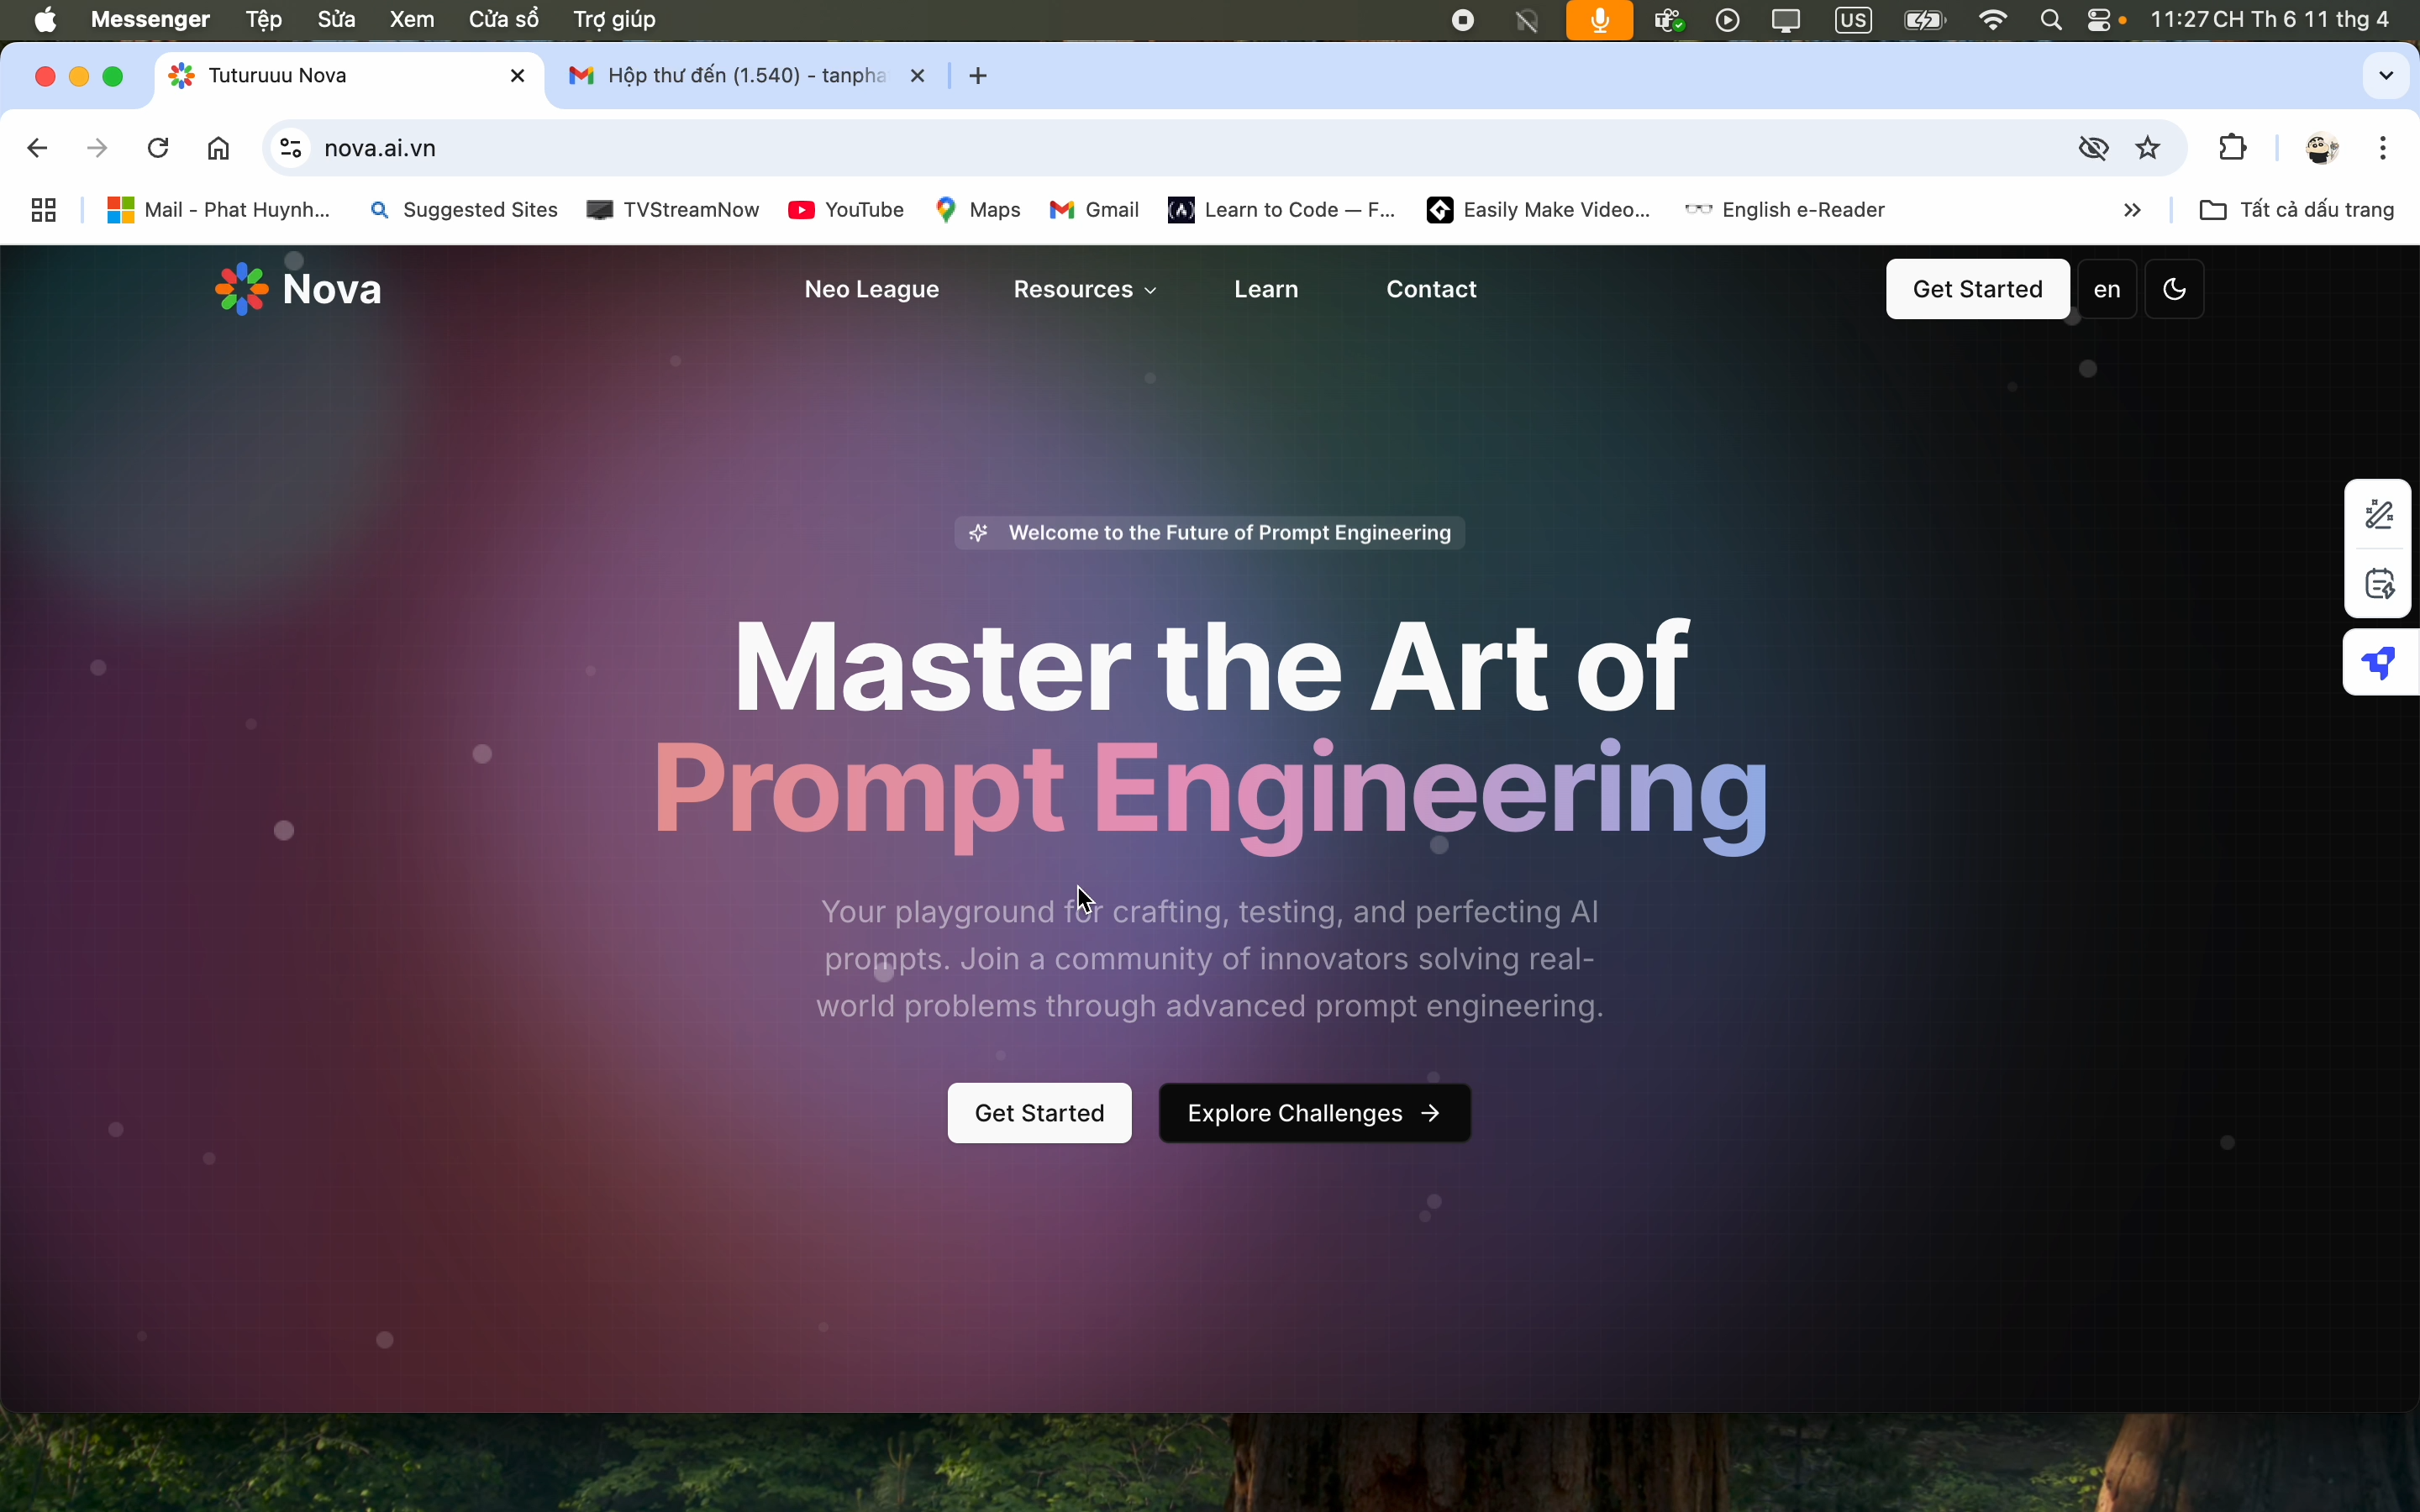 Messenger Tệp Sửa Xem Cửa sổ Trợ giúp US 11:27 CH Th 6 11 thg 4
Tuturuuu Nova Hộp thư đến (1.540) - tanpha
nova.ai.vn
Mail - Phat Huynh... Suggested Sites TVStreamNow YouTube Maps Gmail Learn to Code — F... Easily Make Video... English e-Reader Tất cả dấu trang
Nova Neo League Resources Learn Contact Get Started en
Welcome to the Future of Prompt Engineering
Master the Art of
Prompt Engineering
Your playground for crafting, testing, and perfecting AI
prompts. Join a community of innovators solving real-
world problems through advanced prompt engineering.
Get Started Explore Challenges →